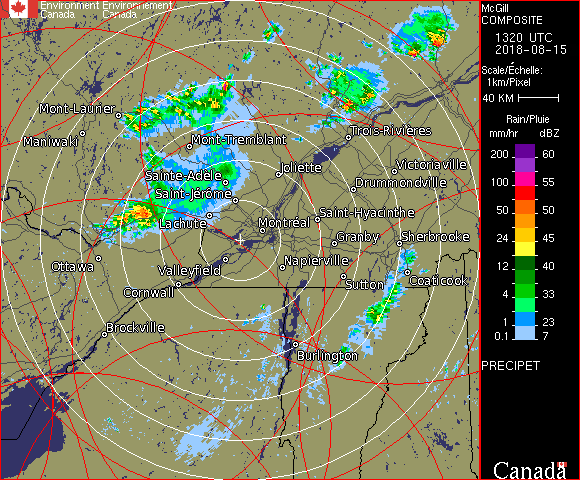 Environment Environnement
Canada Canada
McGill
COMPOSITE
1320 UTC
2018-08-15
Scale/Échelle:
1km/Pixel
40 KM
Rain/Pluie
mm/hr dBZ
200 60
100 55
50 50
24 45
12 40
4 33
1 23
0.1 7
PRECIPET
Canada
Mont-Laurier
Maniwaki
Mont-Tremblant
Trois-Rivières
Sainte-Adèle
Joliette
Victoriaville
Saint-Jérôme
Drummondville
Lachute
Montréal
Saint-Hyacinthe
Granby
Sherbrooke
Ottawa
Valleyfield
Napierville
Cornwall
Sutton
Coaticook
Brockville
Burlington